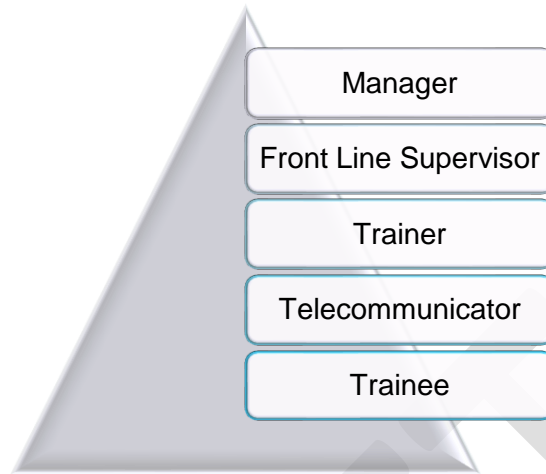 Manager
Front Line Supervisor
Trainer
Telecommunicator
Trainee